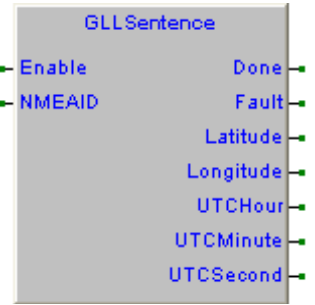 GLLSentence
Enable Done
NMEAID Fault
Latitude
Longitude
UTCHour
UTCMinute
UTCSecond